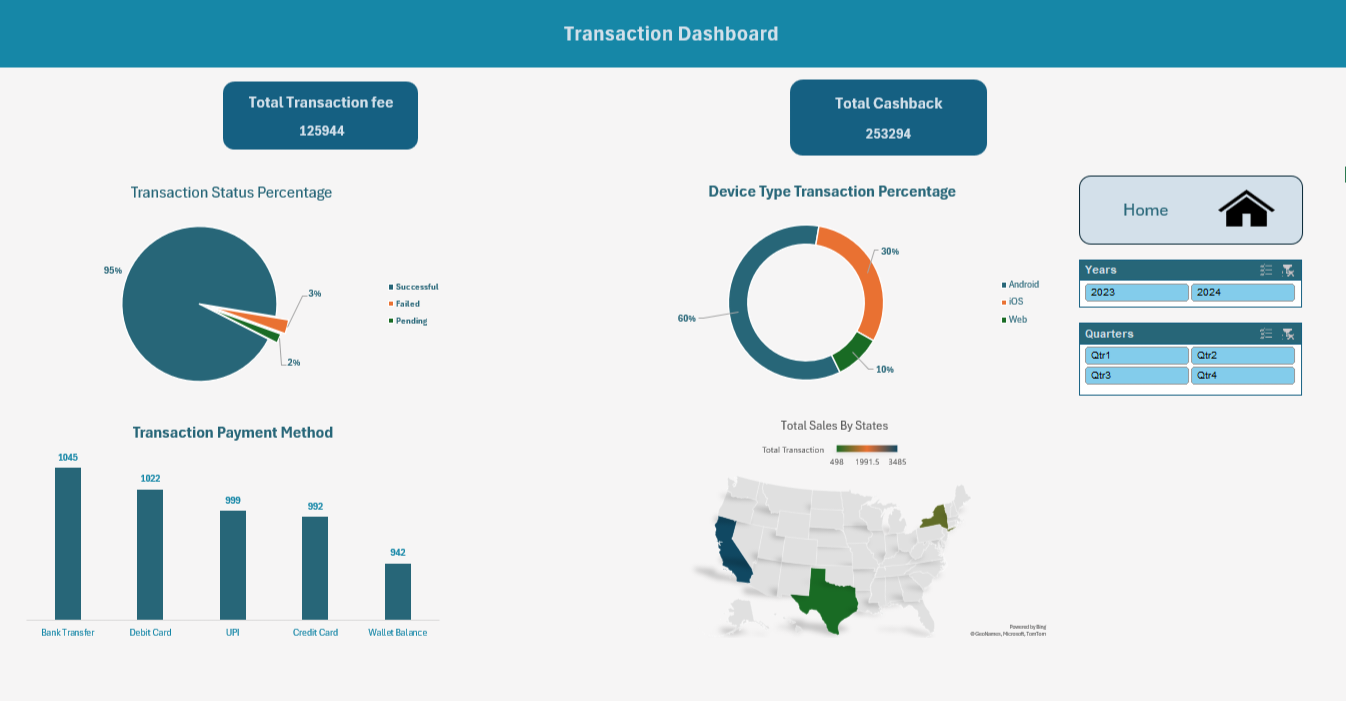 Transaction Dashboard
Total Transaction fee
125944
Total Cashback
253294
Transaction Status Percentage
95%
3%
2%
Successful
Failed
Pending
Device Type Transaction Percentage
60%
30%
10%
Android
iOS
Web
Home
Years
2023
2024
Quarters
Qtr1
Qtr2
Qtr3
Qtr4
Transaction Payment Method
1045
1022
999
992
942
Bank Transfer
Debit Card
UPI
Credit Card
Wallet Balance
Total Sales By States
Total Transaction
498
1991.5
3485
Powered by Bing
© GeoNames, Microsoft, TomTom